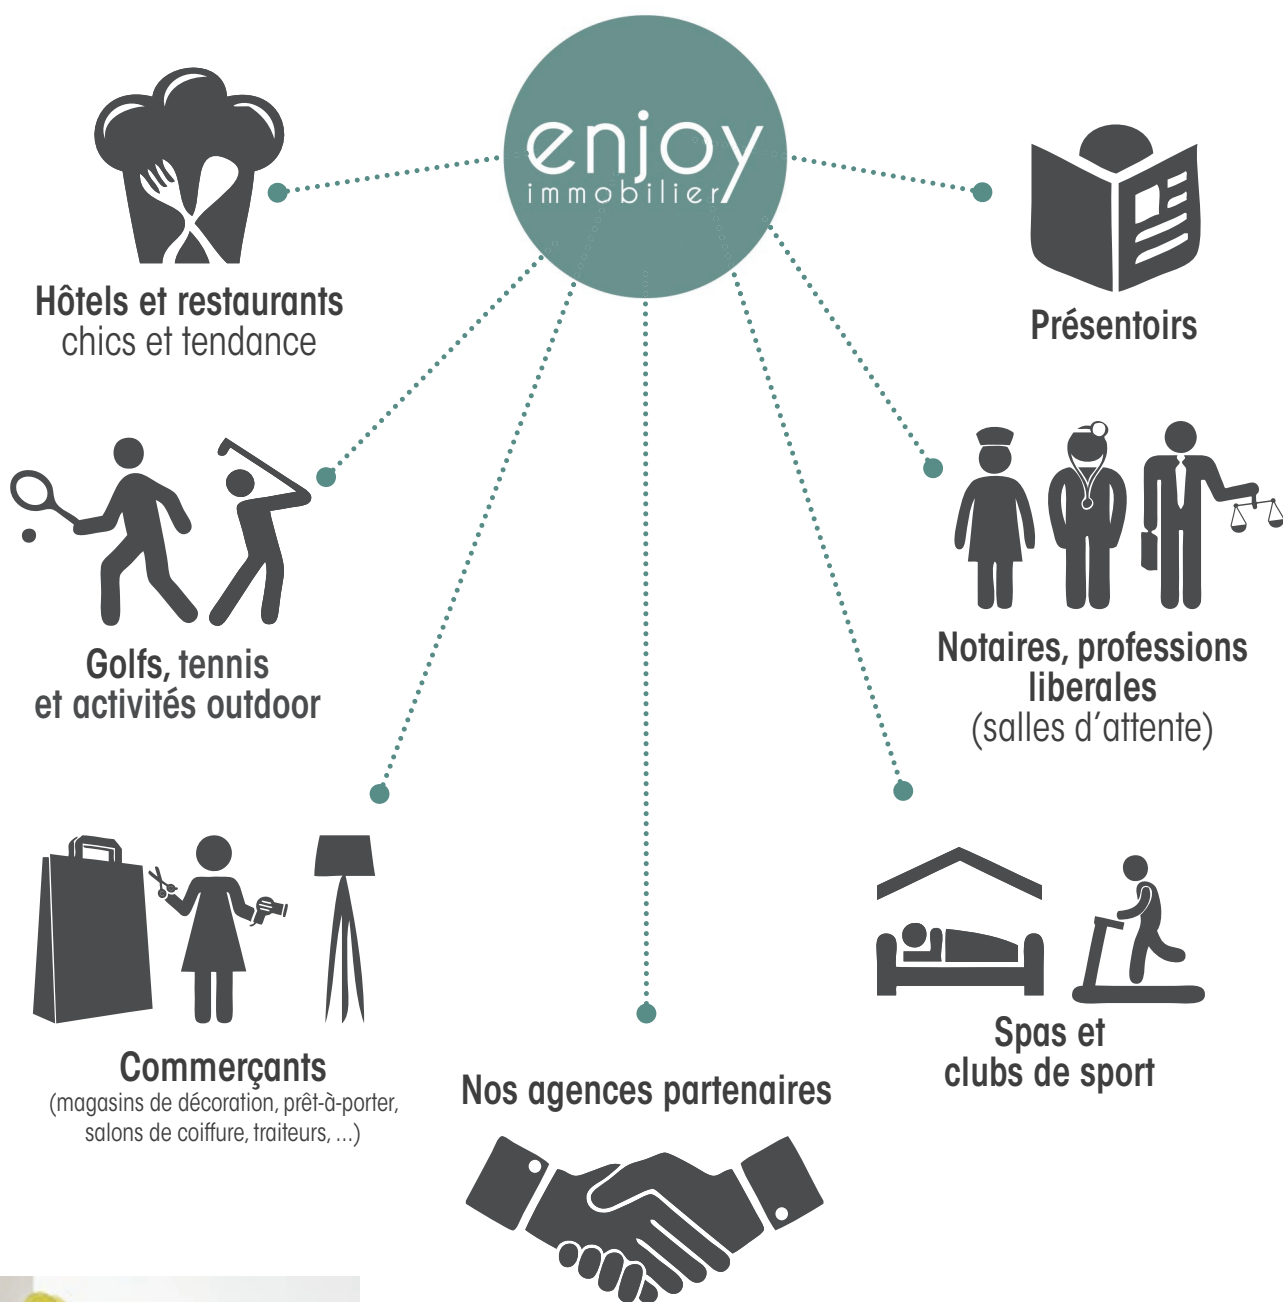 enjoy
immobilier
Hôtels et restaurants
chics et tendance
Présentoirs
Golfs, tennis
et activités outdoor
Notaires, professions
liberales
(salles d'attente)
Commerçants
(magasins de décoration, prêt-à-porter,
salons de coiffure, traiteurs, ...)
Nos agences partenaires
Spas et
clubs de sport